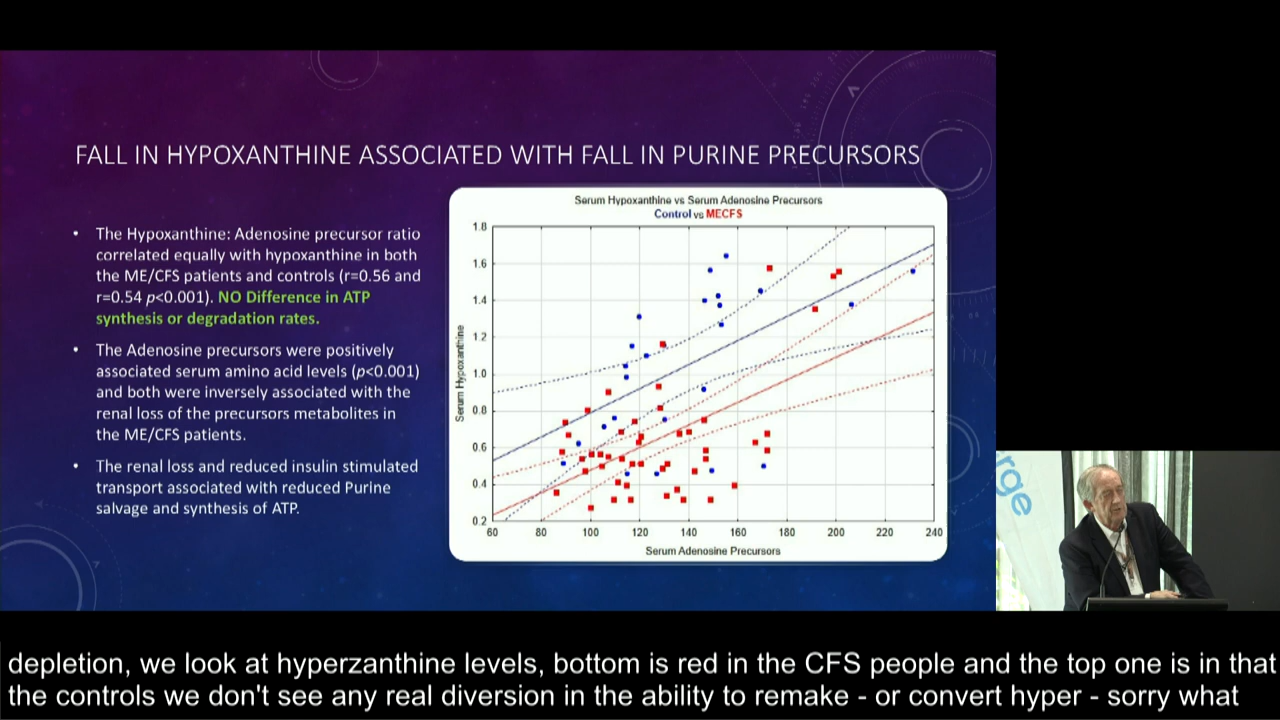 FALL IN HYPOXANTHINE ASSOCIATED WITH FALL IN PURINE PRECURSORS
• The Hypoxanthine: Adenosine precursor ratio
correlated equally with hypoxanthine in both
the ME/CFS patients and controls (r=0.56 and
r=0.54 p<0.001). NO Difference in ATP
synthesis or degradation rates.
• The Adenosine precursors were positively
associated serum amino acid levels (p<0.001)
and both were inversely associated with the
renal loss of the precursors metabolites in
the ME/CFS patients.
• The renal loss and reduced insulin stimulated
transport associated with reduced Purine
salvage and synthesis of ATP.
Serum Hypoxanthine vs Serum Adenosine Precursors
Control vs MECFS
Serum Hypoxanthine
1.8
1.6
1.4
1.2
1.0
0.8
0.6
0.4
0.2
60 80 100 120 140 160 180 200 220 240
Serum Adenosine Precursors
rge
depletion, we look at hyperzanthine levels, bottom is red in the CFS people and the top one is in that
the controls we don't see any real diversion in the ability to remake - or convert hyper - sorry what